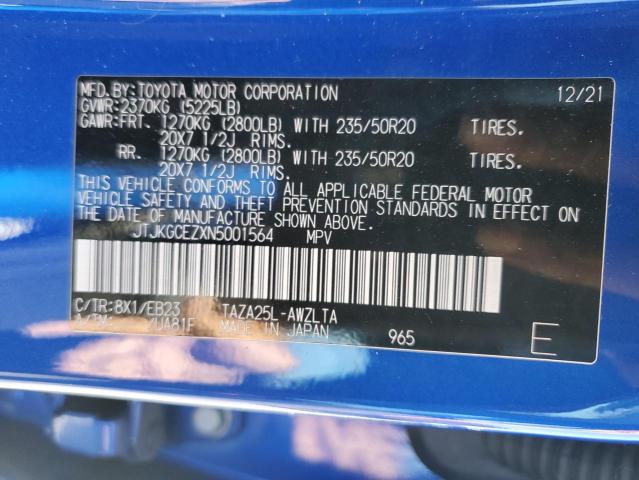 MFD.BY:TOYOTA MOTOR CORPORATION 12/21
GVWR:2370KG (5225LB)
GAWR:FRT. 1270KG (2800LB) WITH 235/50R20 TIRES.
20X7 1/2J RIMS.
RR. 1270KG (2800LB) WITH 235/50R20 TIRES.
20X7 1/2J RIMS.
THIS VEHICLE CONFORMS TO ALL APPLICABLE FEDERAL MOTOR
VEHICLE SAFETY AND THEFT PREVENTION STANDARDS IN EFFECT ON
THE DATE OF MANUFACTURE SHOWN ABOVE.
JTJKGCEZXN5001564 MPV
C/TR:8X1/EB23 TAZA25L-AWZLTA
MADE IN JAPAN 965 E